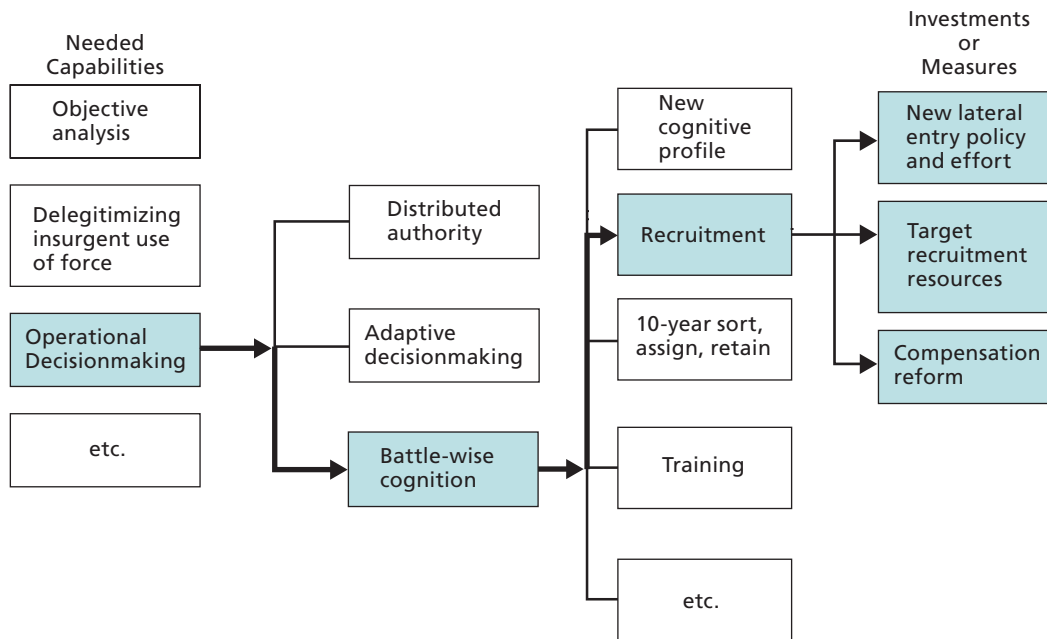 Needed
Capabilities
Objective
analysis
Delegitimizing
insurgent use
of force
Operational
Decisionmaking
etc.
Distributed
authority
Adaptive
decisionmaking
Battle-wise
cognition
New
cognitive
profile
Recruitment
10-year sort,
assign, retain
Training
etc.
Investments
or
Measures
New lateral
entry policy
and effort
Target
recruitment
resources
Compensation
reform